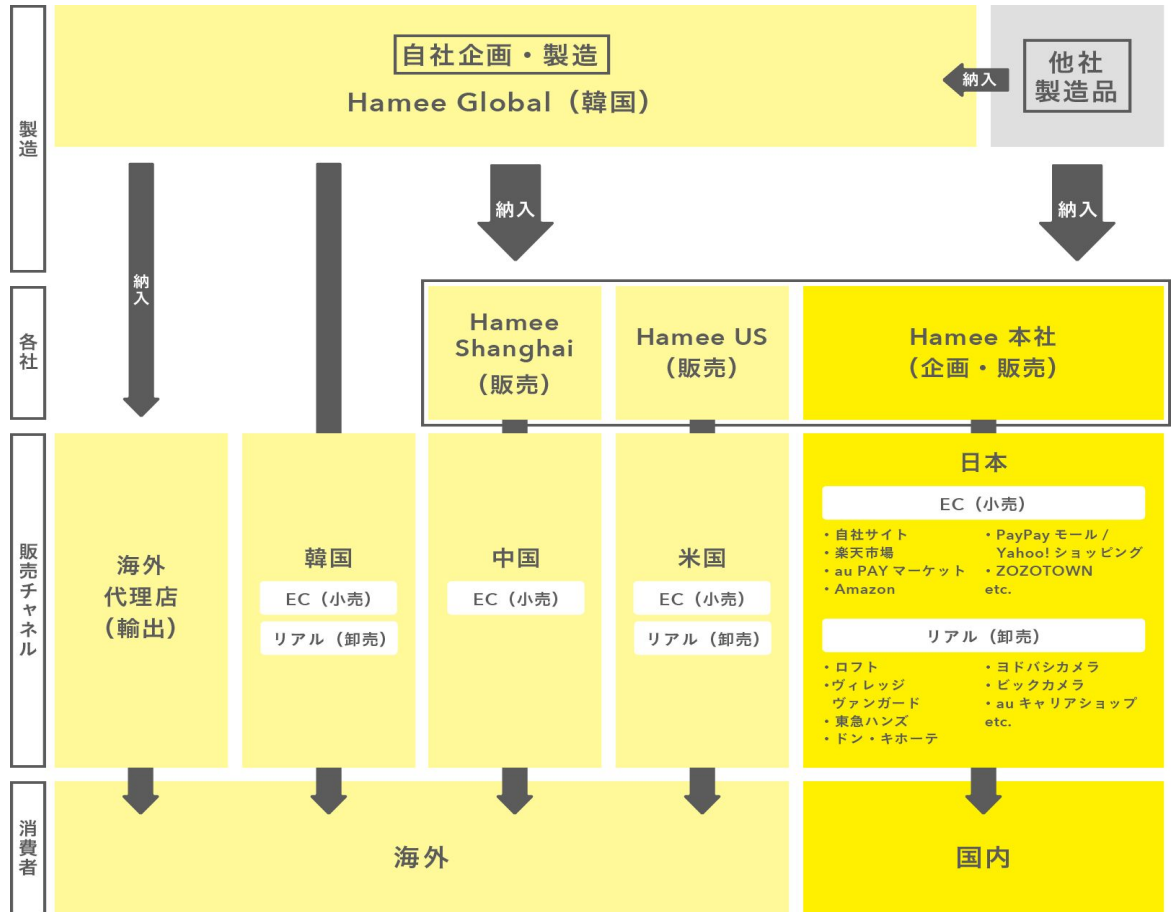 製造
自社企画・製造
Hamee Global（韓国）
納入
他社
製造品
納入
納入
納入
各社
Hamee
Shanghai
（販売）
Hamee US
（販売）
Hamee 本社
（企画・販売）
販売チャネル
海外
代理店
（輸出）
韓国
EC（小売）
リアル（卸売）
中国
EC（小売）
米国
EC（小売）
リアル（卸売）
日本
EC（小売）
・自社サイト
・楽天市場
・au PAY マーケット
・Amazon
・PayPay モール /
Yahoo! ショッピング
・ZOZOTOWN
etc.
リアル（卸売）
・ロフト
・ヴィレッジ
ヴァンガード
・東急ハンズ
・ドン・キホーテ
・ヨドバシカメラ
・ビックカメラ
・au キャリアショップ
etc.
消費者
海外
国内